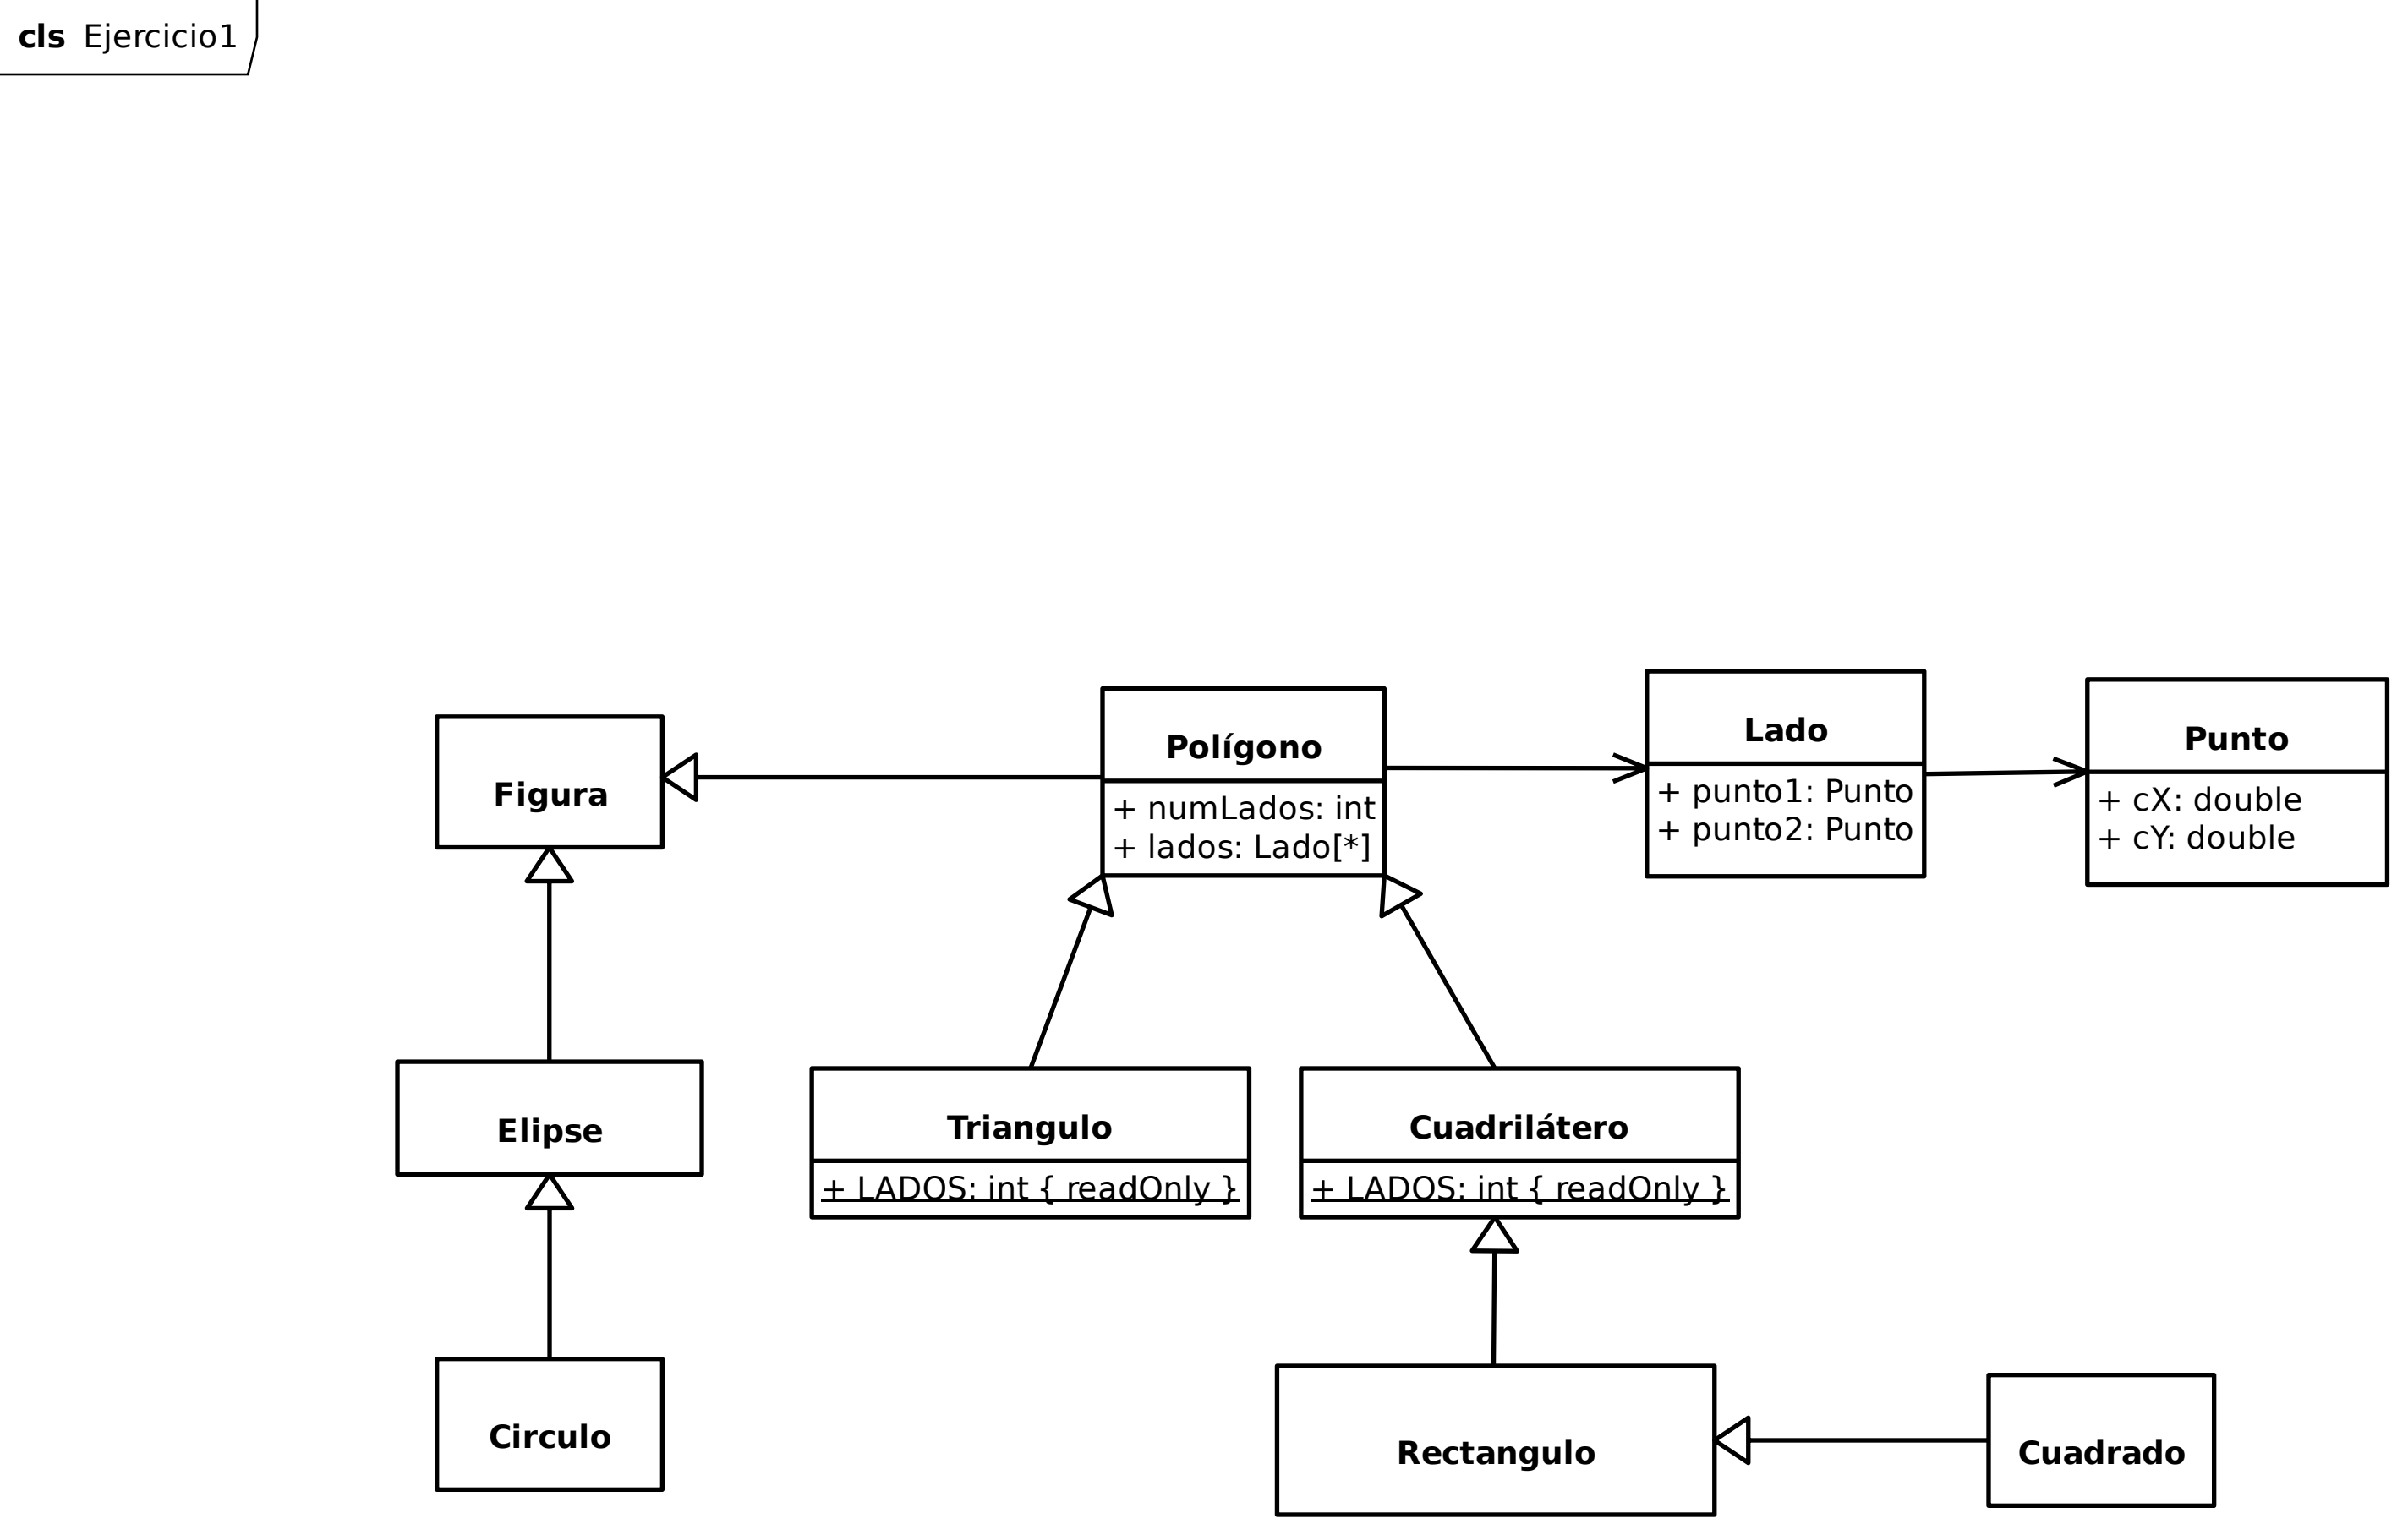 cls Ejercicio1
Figura
Polígono
+ numLados: int
+ lados: Lado[*]
Lado
+ punto1: Punto
+ punto2: Punto
Punto
+ cX: double
+ cY: double
Elipse
Triangulo
+ LADOS: int { readOnly }
Cuadrilátero
+ LADOS: int { readOnly }
Circulo
Rectangulo
Cuadrado